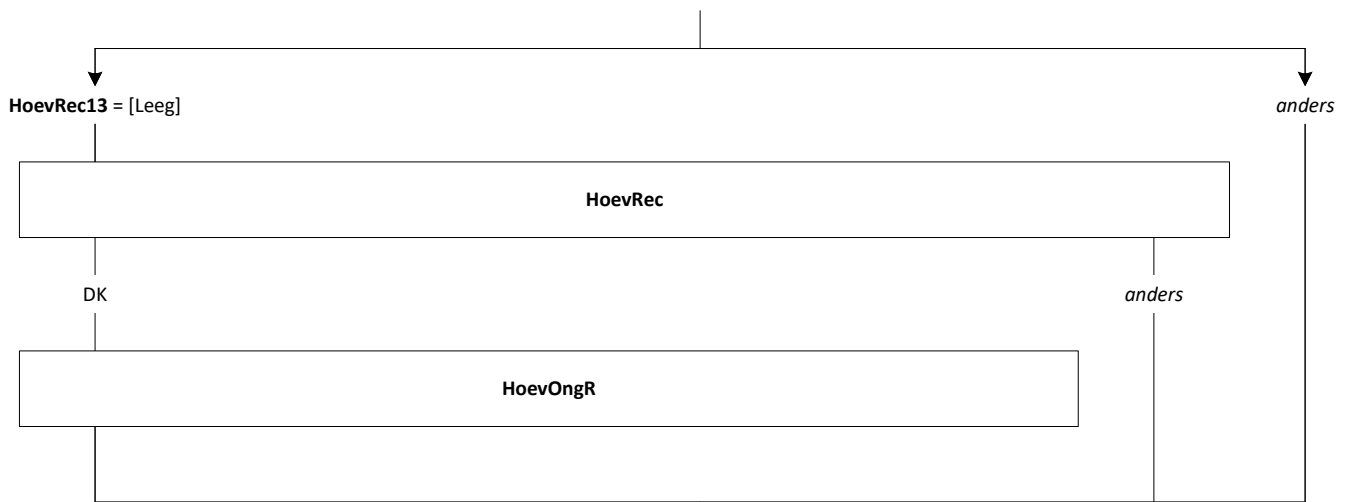 HoevRec13 = [Leeg]
anders
HoevRec
DK
anders
HoevOngR